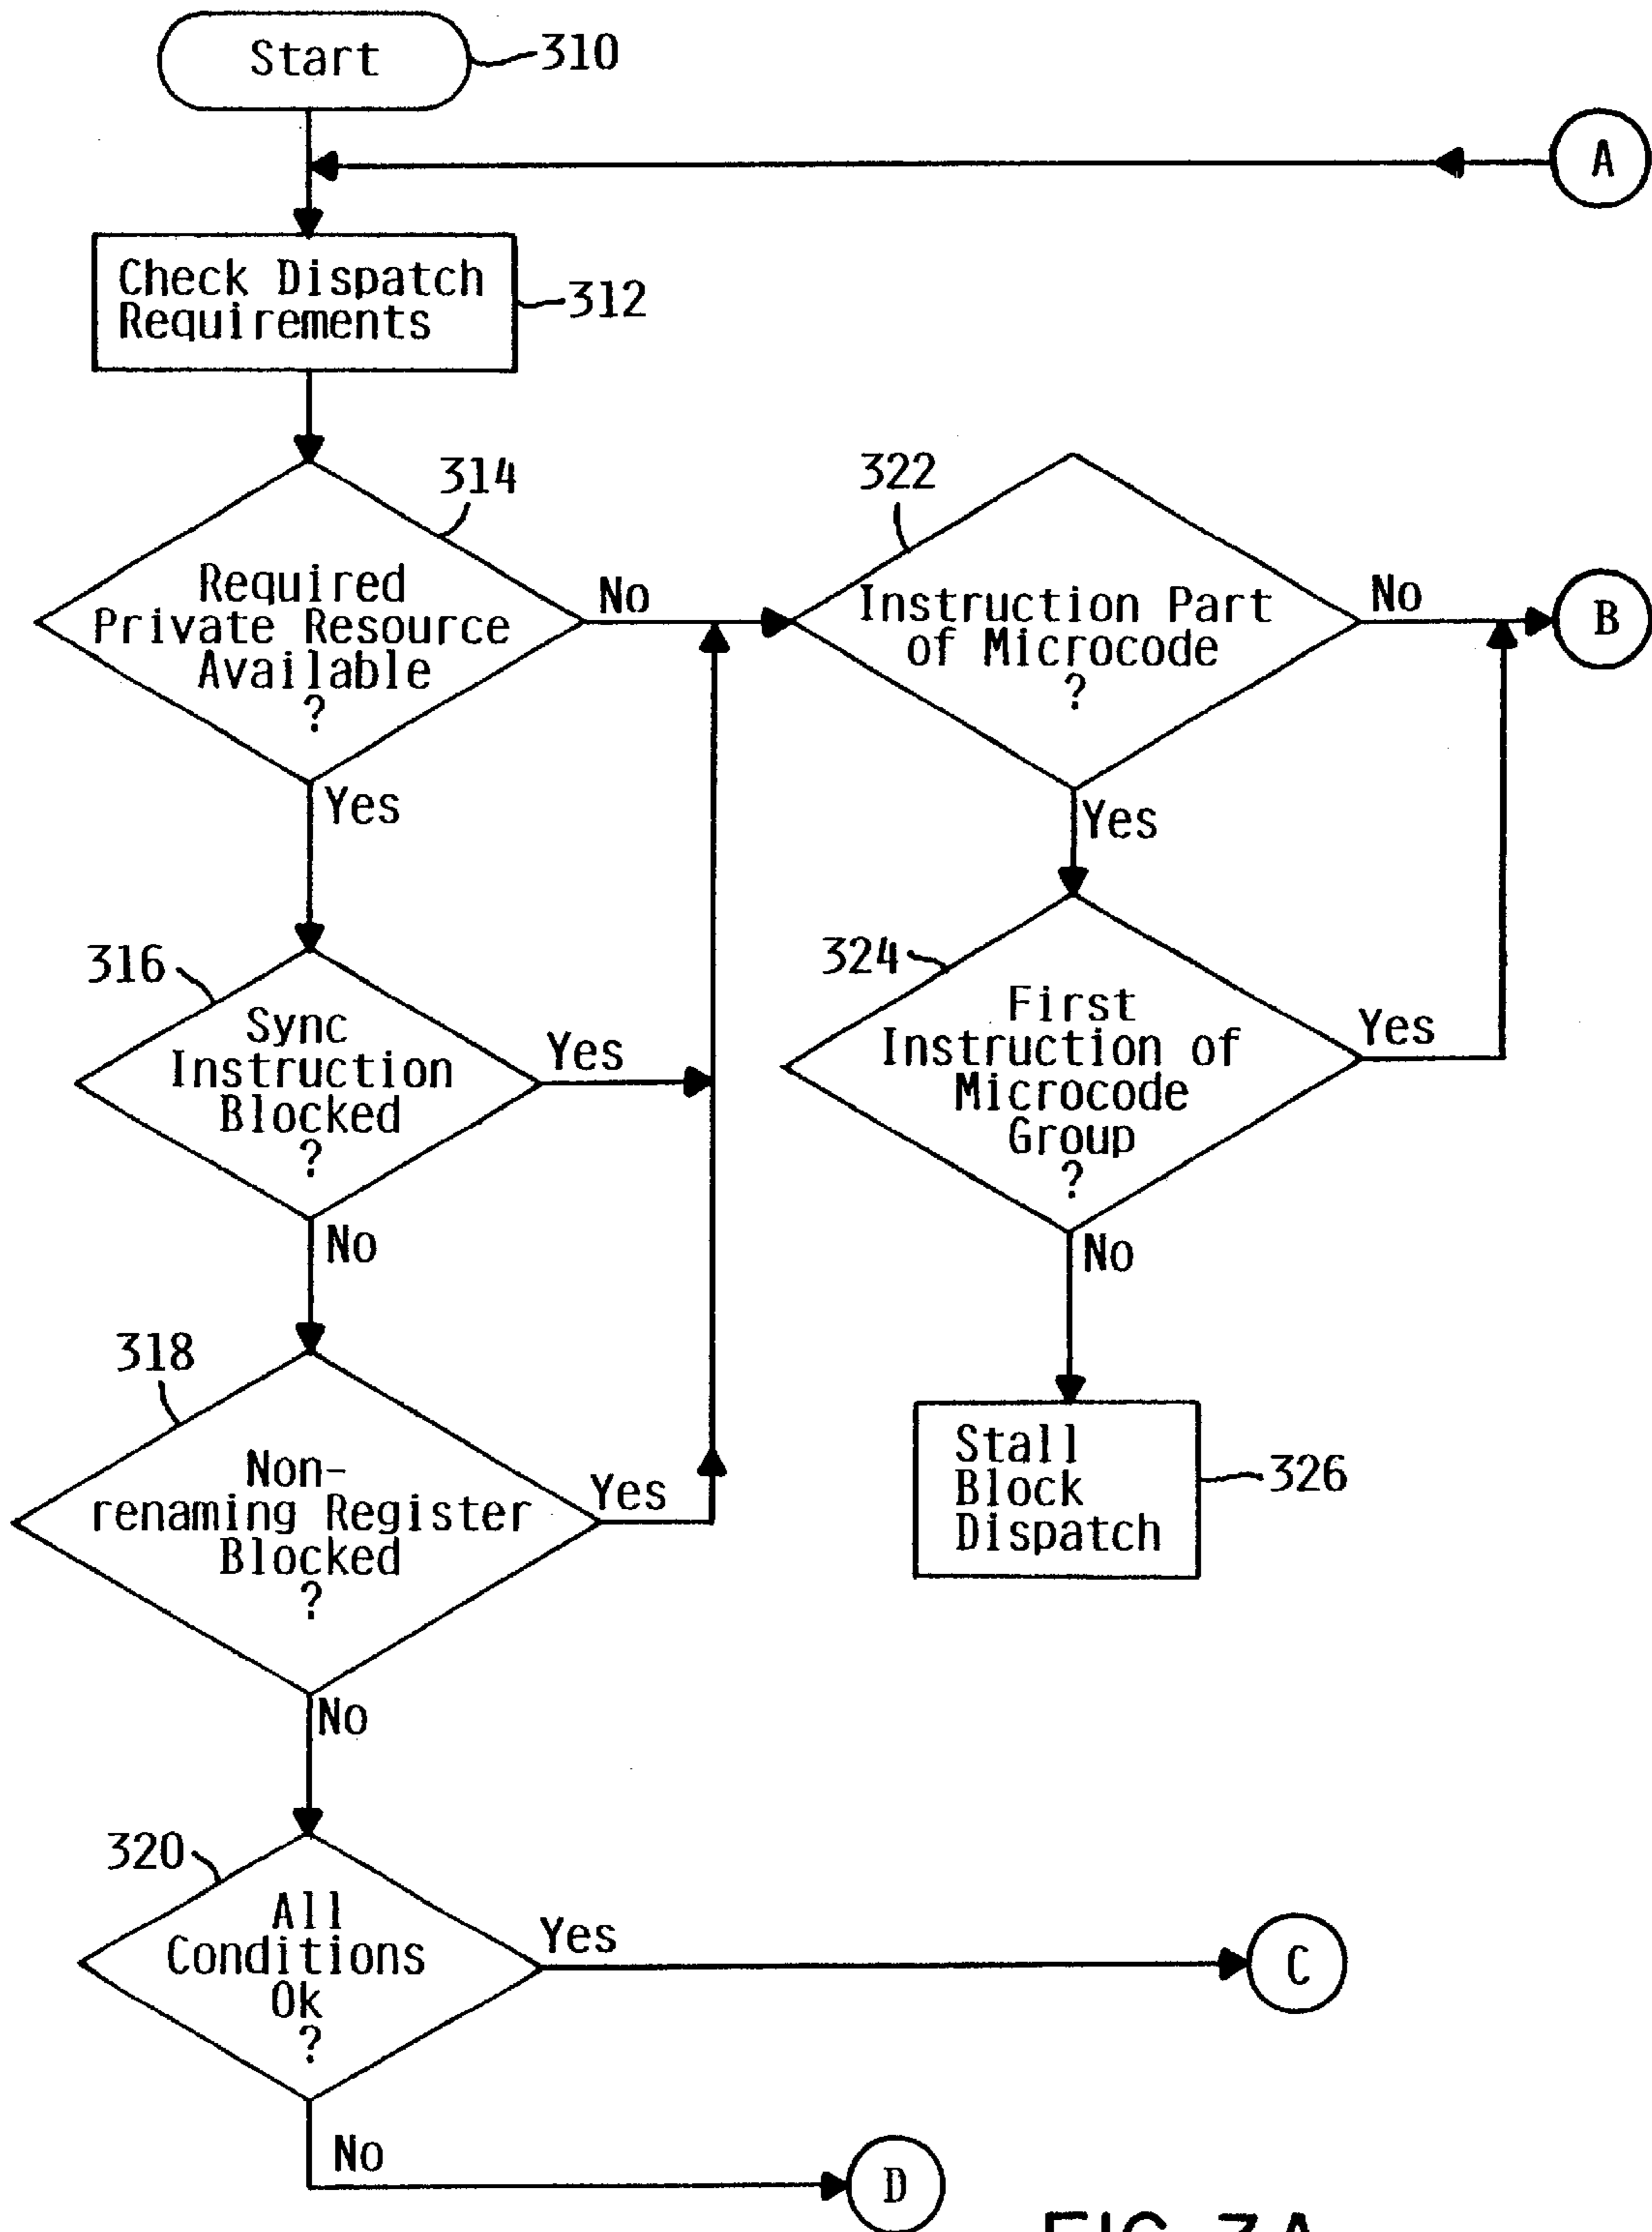 Start
310
A
Check Dispatch
Requirements
312
314
Required
Private Resource
Available
?
No
Yes
322
Instruction Part
of Microcode
?
No
Yes
B
316
Sync
Instruction
Blocked
?
Yes
No
324
First
Instruction of
Microcode
Group
?
Yes
No
318
Non-
renaming Register
Blocked
?
Yes
No
Stall
Block
Dispatch
326
320
All
Conditions
Ok
?
Yes
C
No
D
FIG. 3A